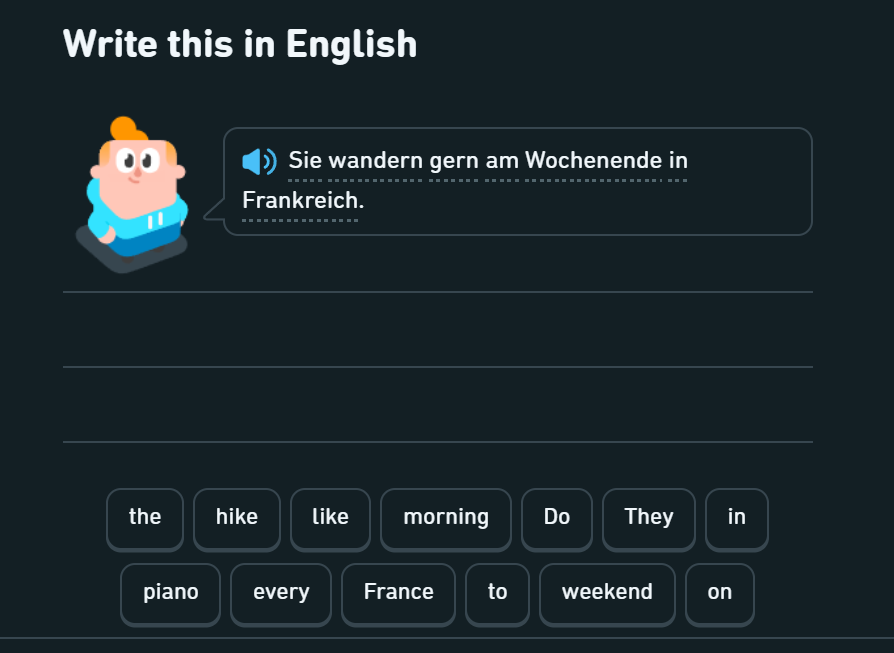 Write this in English
Sie wandern gern am Wochenende in
Frankreich.
the hike like morning Do They in
piano every France to weekend on